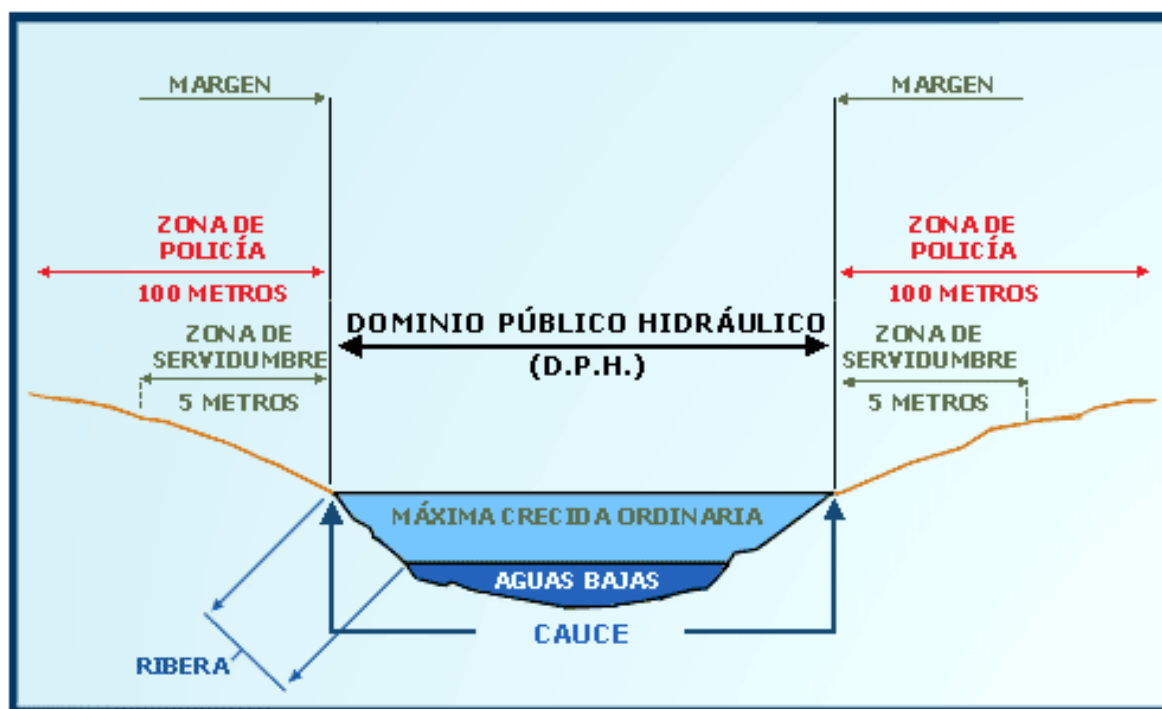 MARGEN
MARGEN
ZONA DE
POLICÍA
100 METROS
ZONA DE
POLICÍA
100 METROS
DOMINIO PÚBLICO HIDRÁULICO
(D.P.H.)
ZONA DE
SERVIDUMBRE
5 METROS
ZONA DE
SERVIDUMBRE
5 METROS
MÁXIMA CRECIDA ORDINARIA
AGUAS BAJAS
CAUCE
RIBERA